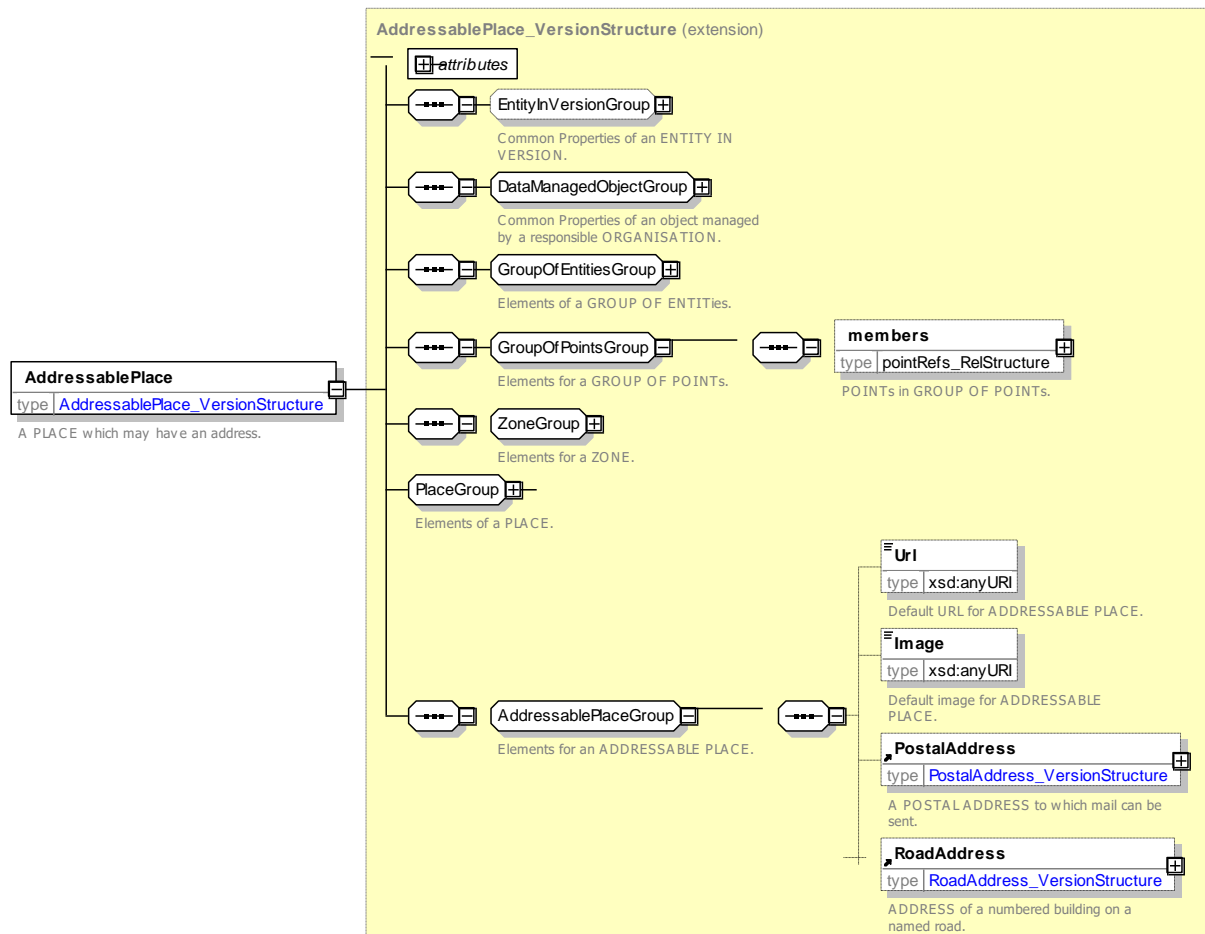 AddressablePlace_VersionStructure (extension)
attributes
EntityInVersionGroup
Common Properties of an ENTITY IN
VERSION.
DataManagedObjectGroup
Common Properties of an object managed
by a responsible ORGANISATION.
GroupOfEntitiesGroup
Elements of a GROUP OF ENTITies.
GroupOfPointsGroup
Elements for a GROUP OF POINTs.
members
type pointRefs_RelStructure
POINTs in GROUP OF POINTs.
AddressablePlace
type AddressablePlace_VersionStructure
A PLACE which may have an address.
ZoneGroup
Elements for a ZONE.
PlaceGroup
Elements of a PLACE.
Url
type xsd:anyURI
Default URL for ADDRESSABLE PLACE.
Image
type xsd:anyURI
Default image for ADDRESSABLE
PLACE.
AddressablePlaceGroup
Elements for an ADDRESSABLE PLACE.
PostalAddress
type PostalAddress_VersionStructure
A POSTAL ADDRESS to which mail can be
sent.
RoadAddress
type RoadAddress_VersionStructure
ADDRESS of a numbered building on a
named road.